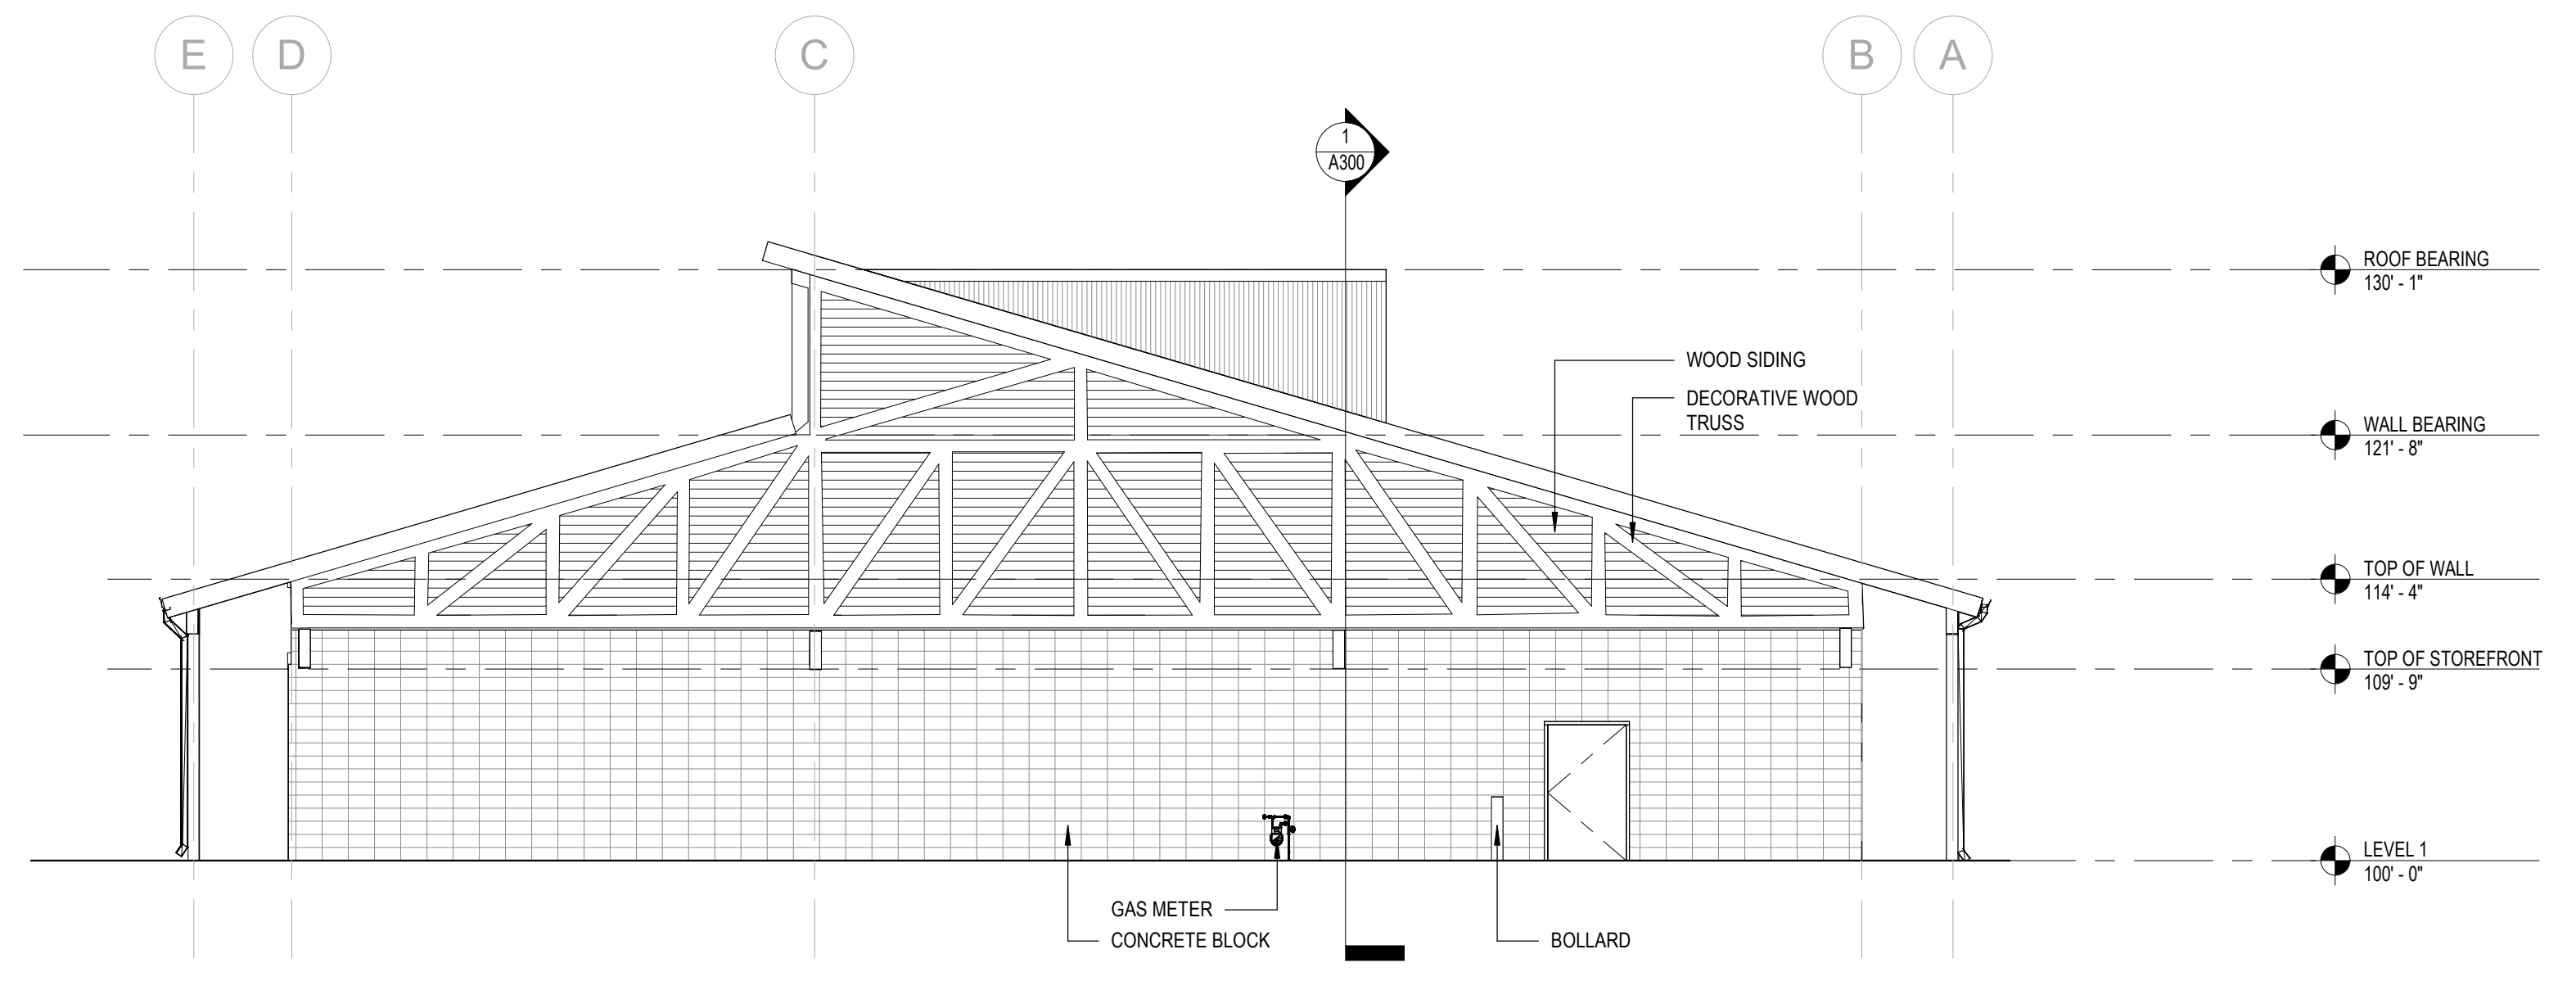 E
D
C
B
A
1
A300
ROOF BEARING
130' - 1"
WOOD SIDING
DECORATIVE WOOD
TRUSS
WALL BEARING
121' - 8"
TOP OF WALL
114' - 4"
TOP OF STOREFRONT
109' - 9"
LEVEL 1
100' - 0"
GAS METER
CONCRETE BLOCK
BOLLARD